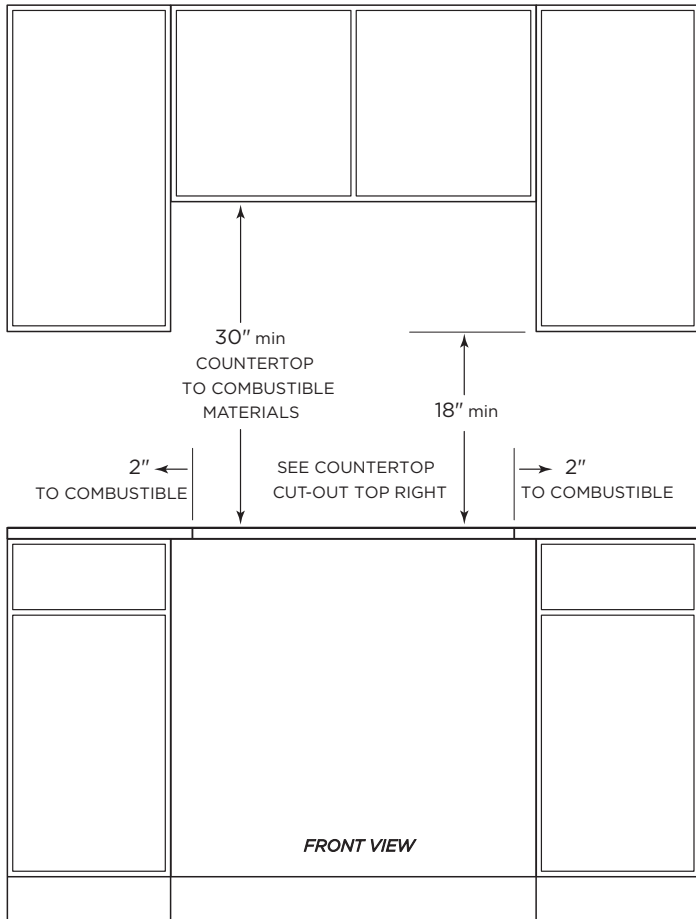 30" min
COUNTERTOP
TO COMBUSTIBLE
MATERIALS
18" min
2"
TO COMBUSTIBLE
SEE COUNTERTOP
CUT-OUT TOP RIGHT
2"
TO COMBUSTIBLE
FRONT VIEW